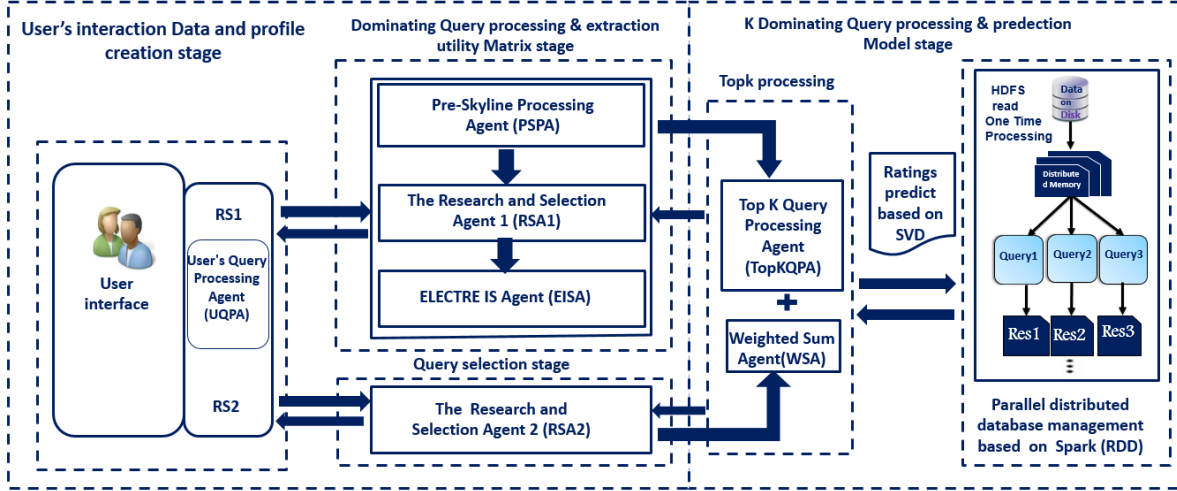 User's interaction Data and profile
creation stage
User
interface
RS1
User's Query
Processing
Agent
(UQPA)
RS2
Dominating Query processing & extraction
utility Matrix stage
Pre-Skyline Processing
Agent (PSPA)
The Research and Selection
Agent 1 (RSA1)
ELECTRE IS Agent (EISA)
Query selection stage
The Research and
Selection Agent 2 (RSA2)
K Dominating Query processing & predection
Model stage
Topk processing
Top K Query
Processing
Agent
(TopKQPA)
+
Weighted Sum
Agent(WSA)
Ratings
predict
based on
SVD
HDFS
read
One Time
Processing
Data
on
Disk
Distribute
d Memory
Query1
Query2
Query3
Res1
Res2
Res3
Parallel distributed
database management
based on Spark (RDD)